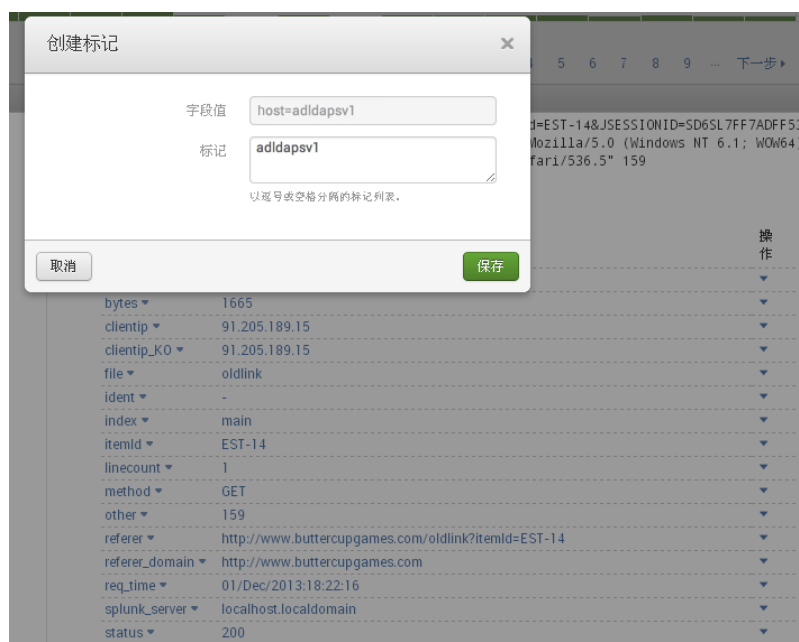 创建标记 ×
5 6 7 8 9 … 下一步
字段值 host=adldapsv1
标记 adldapsv1
以逗号或空格分隔的标记列表。
取消 保存
d=EST-14&JSESSIONID=SD6SL7FF7ADFF53
Mozilla/5.0 (Windows NT 6.1; WOW64)
fari/536.5" 159
操
作
bytes 1665
clientip 91.205.189.15
clientip_KO 91.205.189.15
file oldlink
ident -
index main
itemId EST-14
linecount 1
method GET
other 159
referer http://www.buttercupgames.com/oldlink?itemId=EST-14
referer_domain http://www.buttercupgames.com
req_time 01/Dec/2013:18:22:16
splunk_server localhost.localdomain
status 200